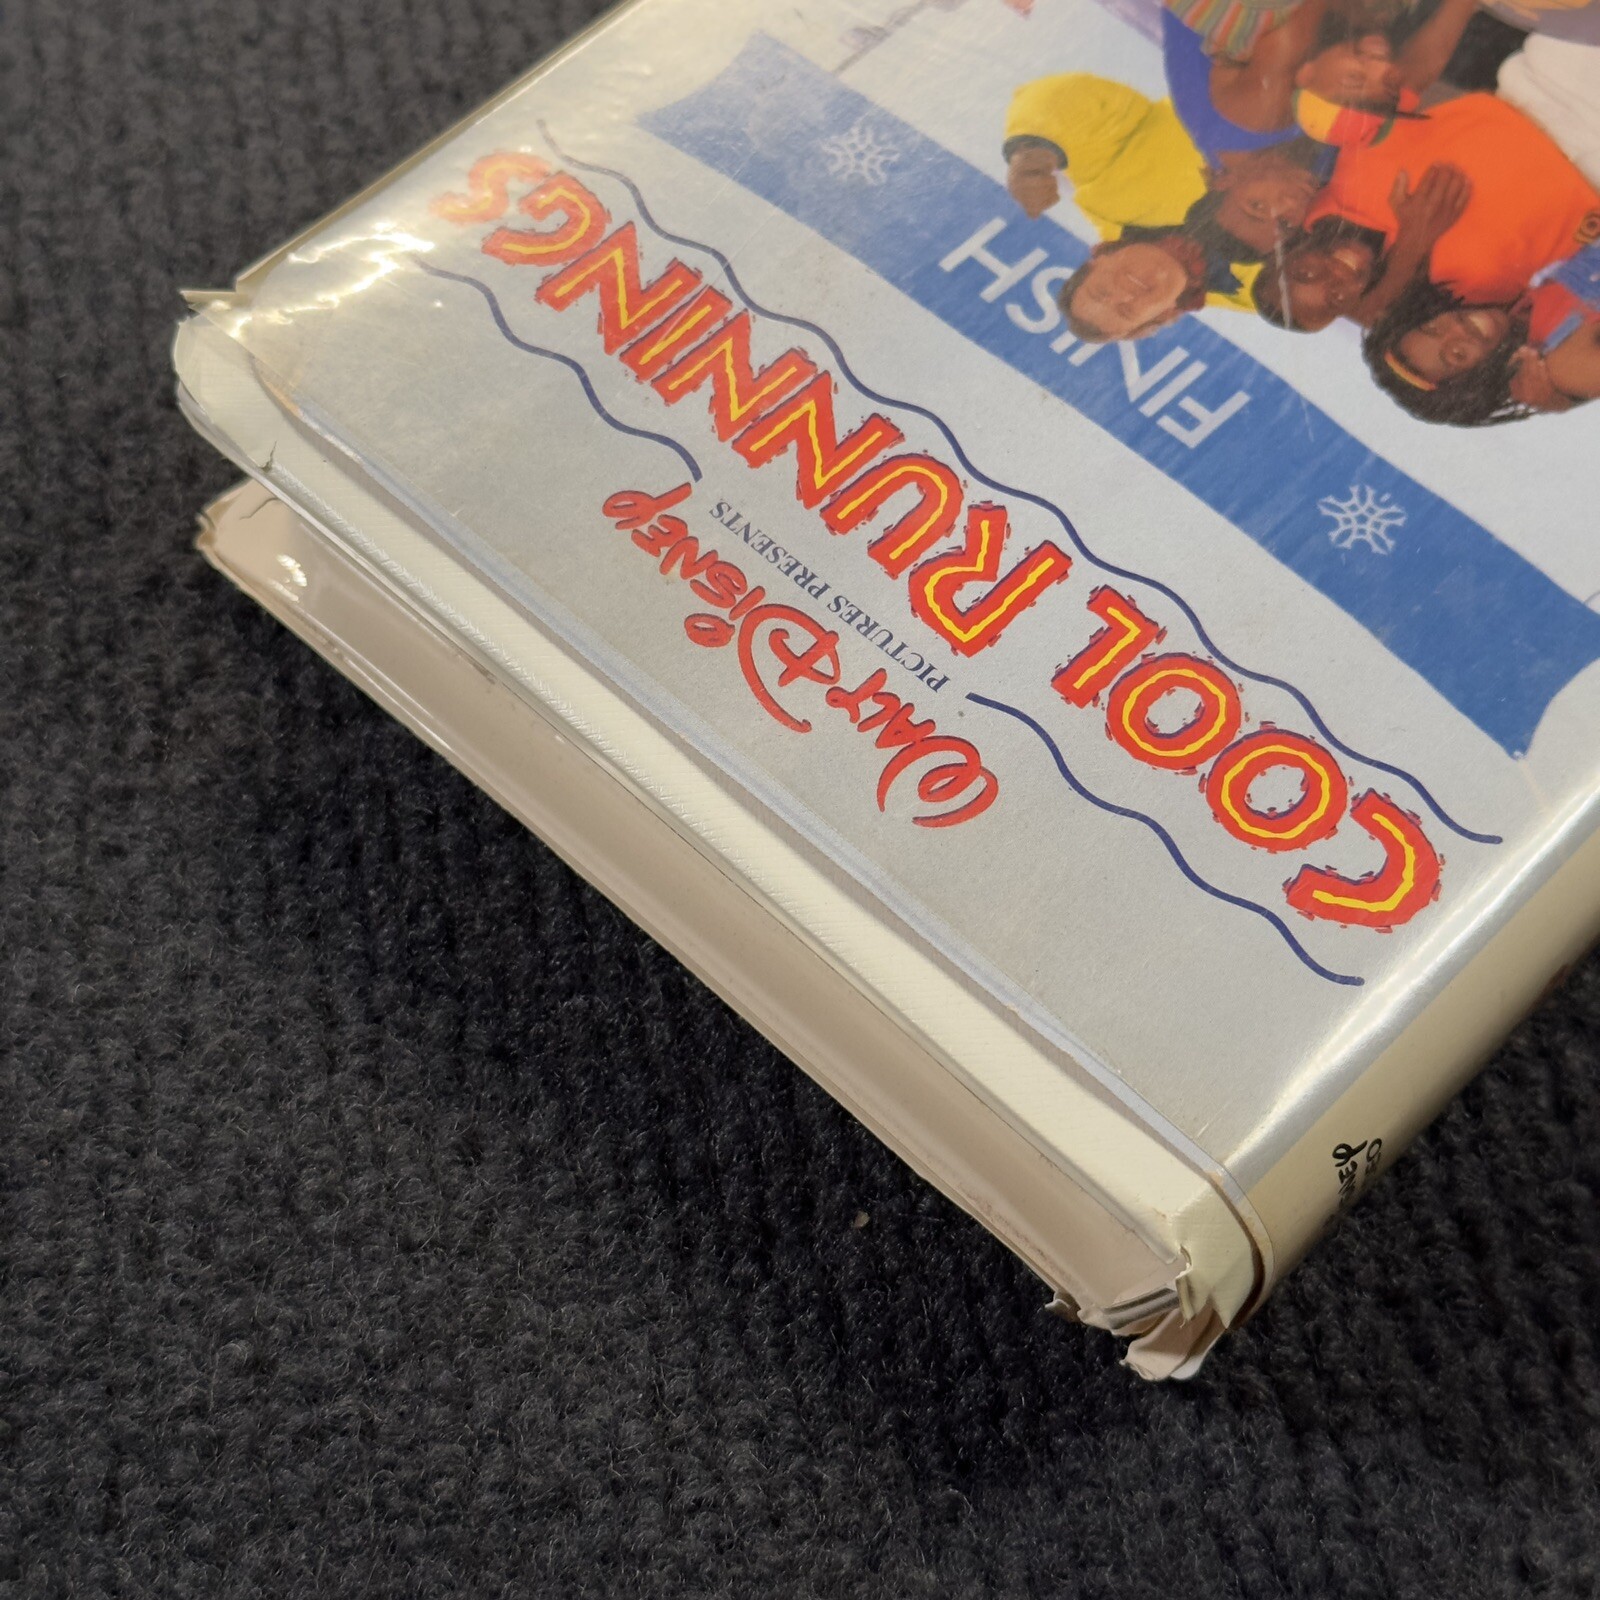 WALT DISNEY
PICTURES PRESENTS
COOL RUNNINGS
FINISH